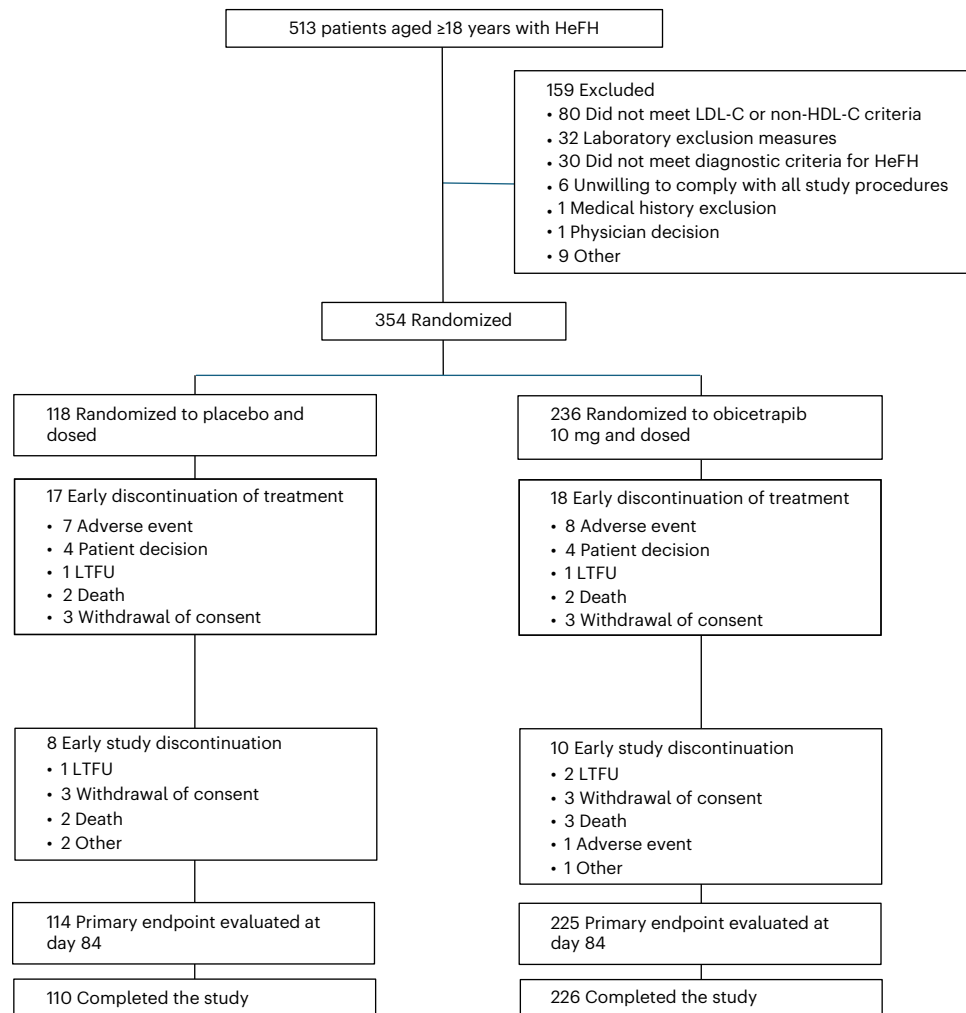 513 patients aged ≥18 years with HeFH
159 Excluded
• 80 Did not meet LDL-C or non-HDL-C criteria
• 32 Laboratory exclusion measures
• 30 Did not meet diagnostic criteria for HeFH
• 6 Unwilling to comply with all study procedures
• 1 Medical history exclusion
• 1 Physician decision
• 9 Other
354 Randomized
118 Randomized to placebo and
dosed
17 Early discontinuation of treatment
• 7 Adverse event
• 4 Patient decision
• 1 LTFU
• 2 Death
• 3 Withdrawal of consent
8 Early study discontinuation
• 1 LTFU
• 3 Withdrawal of consent
• 2 Death
• 2 Other
114 Primary endpoint evaluated at
day 84
110 Completed the study
236 Randomized to obicetrapib
10 mg and dosed
18 Early discontinuation of treatment
• 8 Adverse event
• 4 Patient decision
• 1 LTFU
• 2 Death
• 3 Withdrawal of consent
10 Early study discontinuation
• 2 LTFU
• 3 Withdrawal of consent
• 3 Death
• 1 Adverse event
• 1 Other
225 Primary endpoint evaluated at
day 84
226 Completed the study